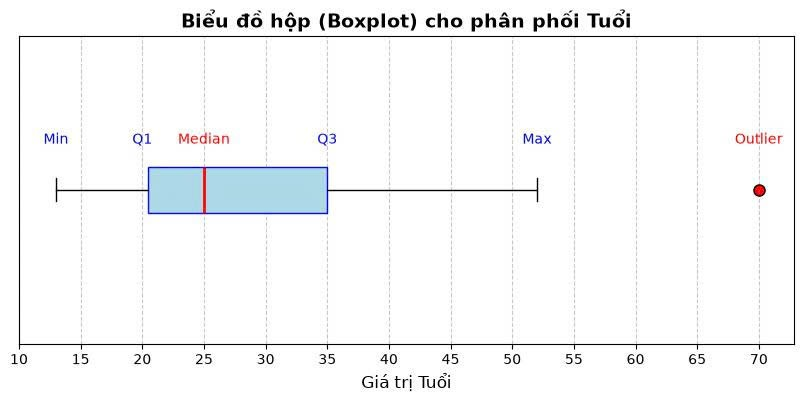 Biểu đồ hộp (Boxplot) cho phân phối Tuổi
Min Q1 Median Q3 Max Outlier
10 15 20 25 30 35 40 45 50 55 60 65 70
Giá trị Tuổi